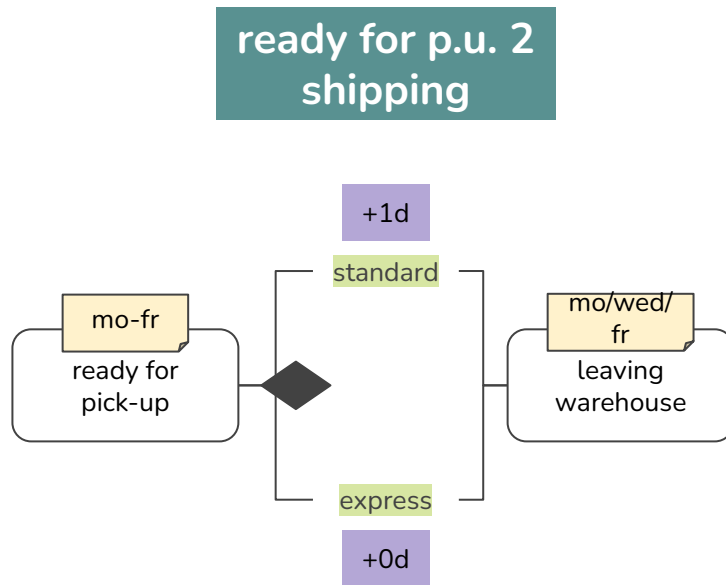 ready for p.u. 2
shipping
+1d
standard
mo-fr
ready for
pick-up
mo/wed/
fr
leaving
warehouse
express
+0d